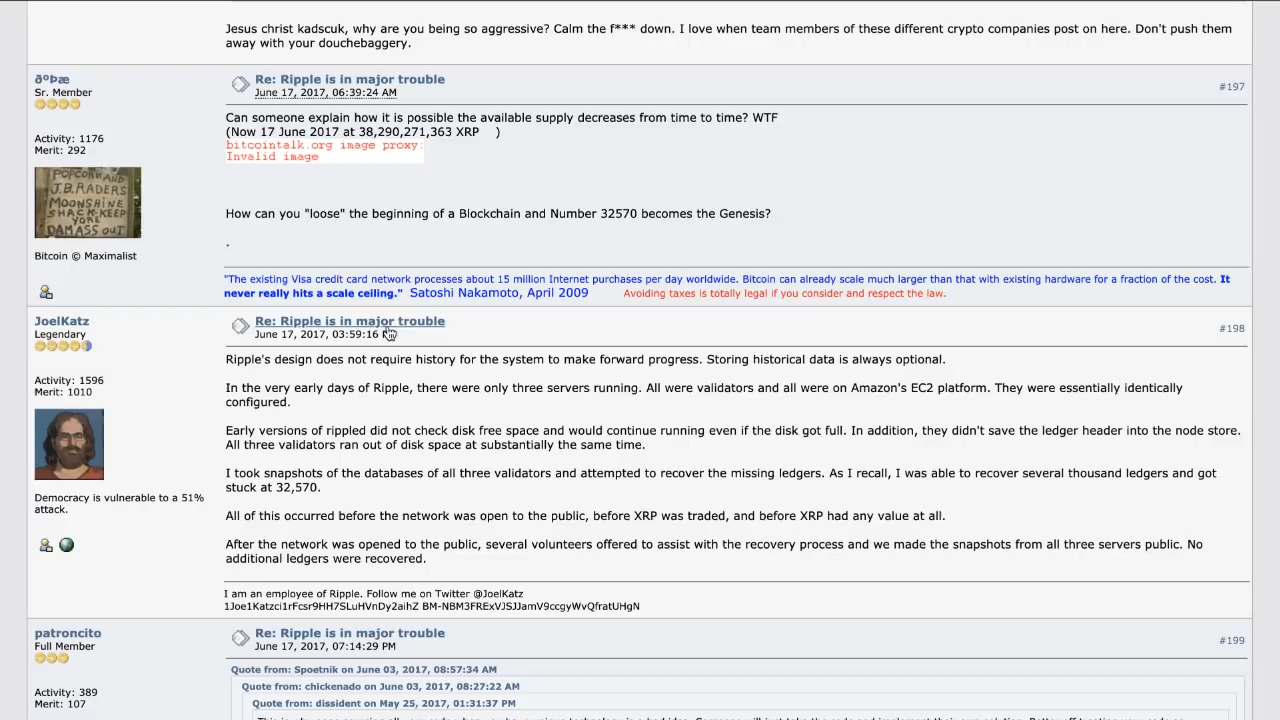 Jesus christ kadscuk, why are you being so aggressive? Calm the f*** down. I love when team members of these different crypto companies post on here. Don't push them
away with your douchebaggery.
ðºÞæ
Sr. Member
Activity: 1176
Merit: 292
POPCORN AND
J.B. RADER'S
MOONSHINE
SHACK-KEEP
YORE
DAMASS OUT
Bitcoin © Maximalist
Re: Ripple is in major trouble
June 17, 2017, 06:39:24 AM
#197
Can someone explain how it is possible the available supply decreases from time to time? WTF
(Now 17 June 2017 at 38,290,271,363 XRP )
bitcointalk.org image proxy:
Invalid image
How can you "loose" the beginning of a Blockchain and Number 32570 becomes the Genesis?
.
"The existing Visa credit card network processes about 15 million Internet purchases per day worldwide. Bitcoin can already scale much larger than that with existing hardware for a fraction of the cost. It
never really hits a scale ceiling." Satoshi Nakamoto, April 2009 Avoiding taxes is totally legal if you consider and respect the law.
JoelKatz
Legendary
Activity: 1596
Merit: 1010
Democracy is vulnerable to a 51%
attack.
Re: Ripple is in major trouble
June 17, 2017, 03:59:16
#198
Ripple's design does not require history for the system to make forward progress. Storing historical data is always optional.
In the very early days of Ripple, there were only three servers running. All were validators and all were on Amazon's EC2 platform. They were essentially identically
configured.
Early versions of rippled did not check disk free space and would continue running even if the disk got full. In addition, they didn't save the ledger header into the node store.
All three validators ran out of disk space at substantially the same time.
I took snapshots of the databases of all three validators and attempted to recover the missing ledgers. As I recall, I was able to recover several thousand ledgers and got
stuck at 32,570.
All of this occurred before the network was open to the public, before XRP was traded, and before XRP had any value at all.
After the network was opened to the public, several volunteers offered to assist with the recovery process and we made the snapshots from all three servers public. No
additional ledgers were recovered.
I am an employee of Ripple. Follow me on Twitter @JoelKatz
1Joe1Katzci1rFcsr9HH7SLuHVnDy2aihZ BM-NBM3FRExVJSJJamV9ccgyWvQfratUHgN
patroncito
Full Member
Activity: 389
Merit: 107
Re: Ripple is in major trouble
June 17, 2017, 07:14:29 PM
#199
Quote from: Spoetnik on June 03, 2017, 08:57:34 AM
Quote from: chickenado on June 03, 2017, 08:27:22 AM
Quote from: dissident on May 25, 2017, 01:31:37 PM